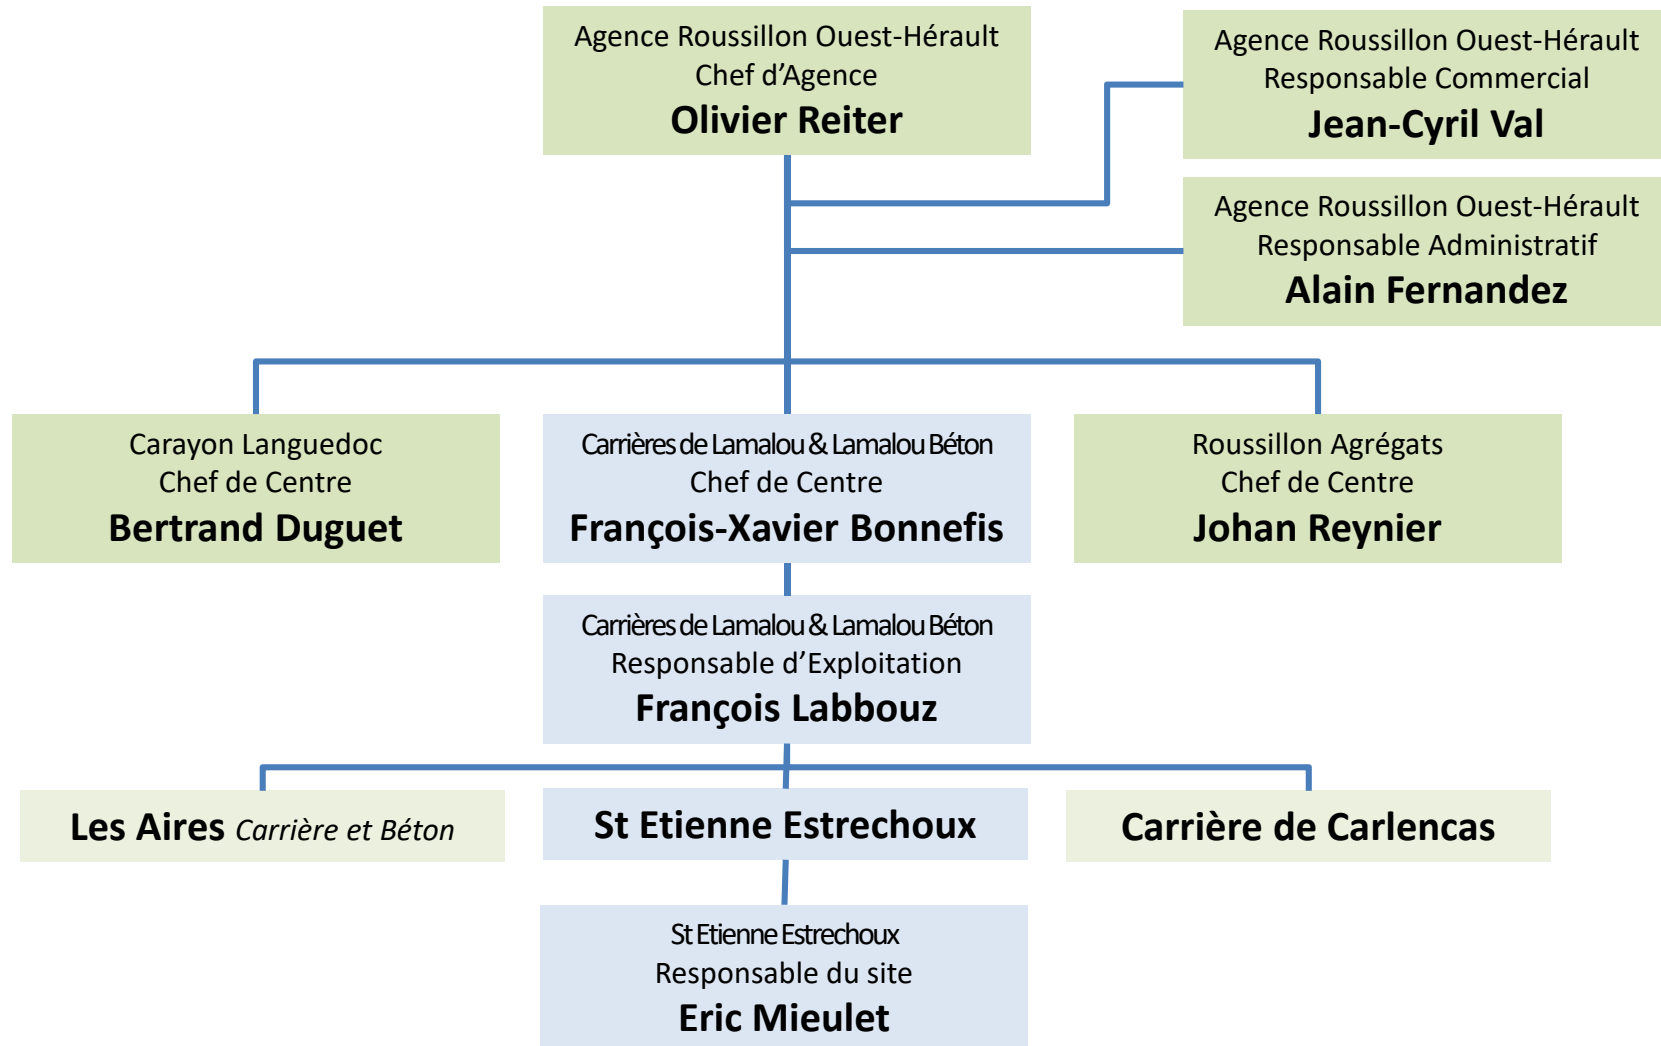 Agence Roussillon Ouest-Hérault
Chef d’Agence
Olivier Reiter
Agence Roussillon Ouest-Hérault
Responsable Commercial
Jean-Cyril Val
Agence Roussillon Ouest-Hérault
Responsable Administratif
Alain Fernandez
Carayon Languedoc
Chef de Centre
Bertrand Duguet
Carrières de Lamalou & Lamalou Béton
Chef de Centre
François-Xavier Bonnefis
Roussillon Agrégats
Chef de Centre
Johan Reynier
Carrières de Lamalou & Lamalou Béton
Responsable d’Exploitation
François Labbouz
Les Aires Carrière et Béton
St Etienne Estrechoux
Carrière de Carlencas
St Etienne Estrechoux
Responsable du site
Eric Mieulet